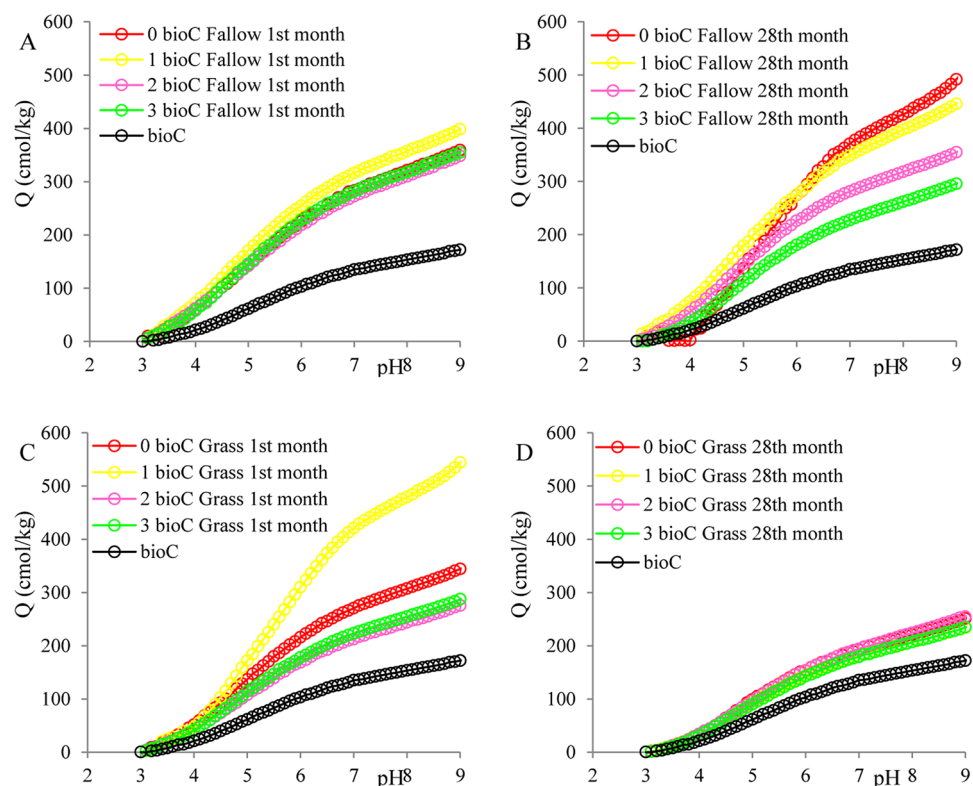 A
0 bioC Fallow 1st month
1 bioC Fallow 1st month
2 bioC Fallow 1st month
3 bioC Fallow 1st month
bioC
Q (cmol/kg)
600
500
400
300
200
100
0
2 3 4 5 6 7 8 9
pH
B
0 bioC Fallow 28th month
1 bioC Fallow 28th month
2 bioC Fallow 28th month
3 bioC Fallow 28th month
bioC
Q (cmol/kg)
600
500
400
300
200
100
0
2 3 4 5 6 7 8 9
pH
C
0 bioC Grass 1st month
1 bioC Grass 1st month
2 bioC Grass 1st month
3 bioC Grass 1st month
bioC
Q (cmol/kg)
600
500
400
300
200
100
0
2 3 4 5 6 7 8 9
pH
D
0 bioC Grass 28th month
1 bioC Grass 28th month
2 bioC Grass 28th month
3 bioC Grass 28th month
bioC
Q (cmol/kg)
600
500
400
300
200
100
0
2 3 4 5 6 7 8 9
pH